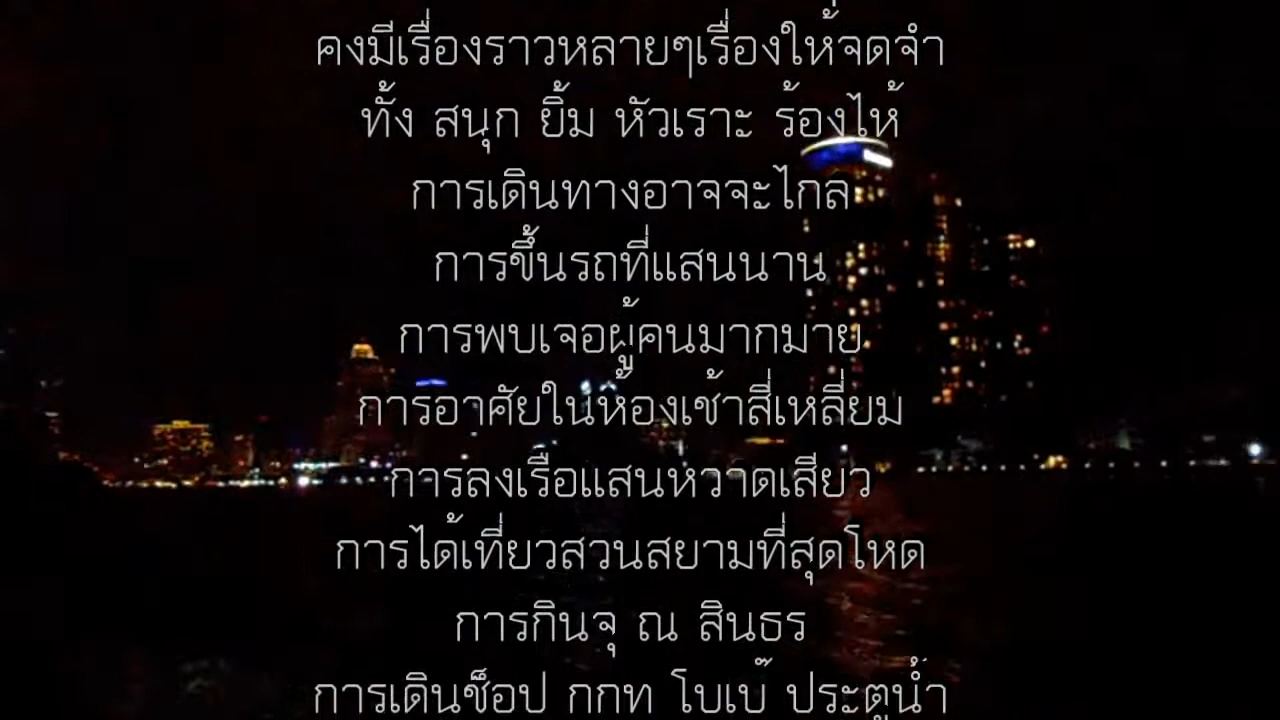 คงมีเรื่องราวหลายๆเรื่องให้จดจำ
ทั้ง สนุก ยิ้ม หัวเราะ ร้องไห้
การเดินทางอาจจะไกล
การขึ้นรถที่แสนนาน
การพบเจอผู้คนมากมาย
การอาศัยในห้องเช้าสี่เหลี่ยม
การลงเรือแสนหวาดเสียว
การได้เที่ยวสวนสยามที่สุดโหด
การกินจุ ณ สินธร
การเดินช็อป กกท โบเบ๊ ประตูน้ำ